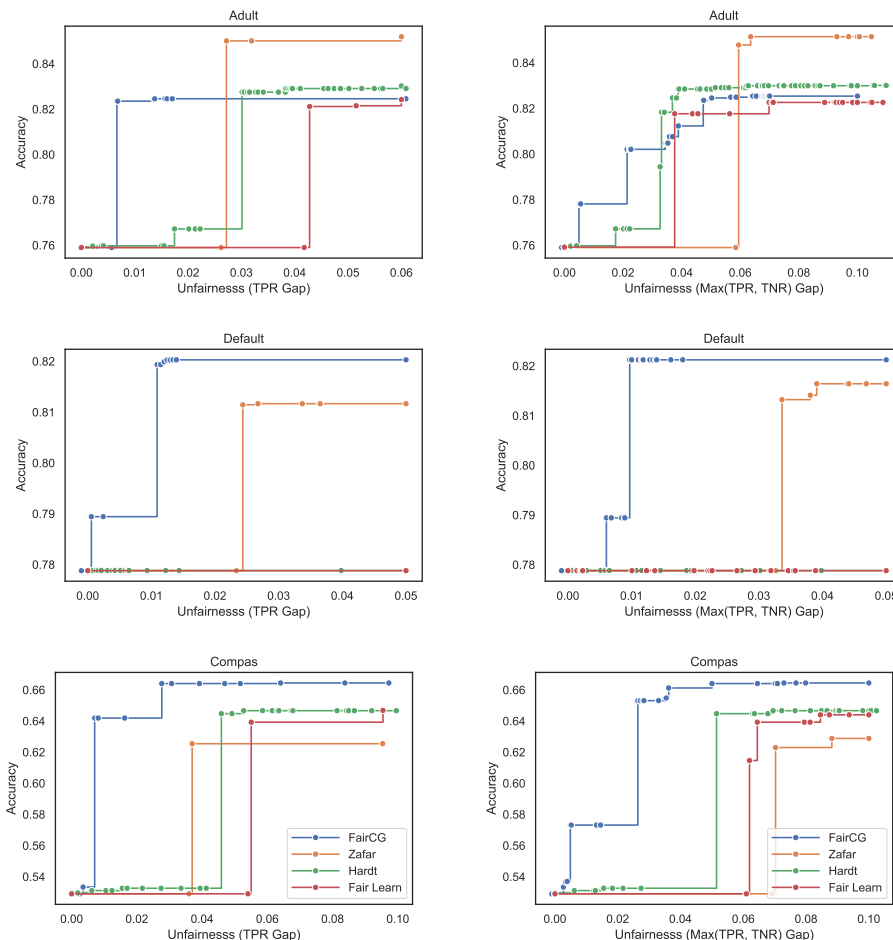 Adult
Accuracy
0.84
0.82
0.80
0.78
0.76
0.00 0.01 0.02 0.03 0.04 0.05 0.06
Unfairnesss (TPR Gap)
Adult
Accuracy
0.84
0.82
0.80
0.78
0.76
0.00 0.02 0.04 0.06 0.08 0.10
Unfairnesss (Max(TPR, TNR) Gap)
Default
Accuracy
0.82
0.81
0.80
0.79
0.78
0.00 0.01 0.02 0.03 0.04 0.05
Unfairnesss (TPR Gap)
Default
Accuracy
0.82
0.81
0.80
0.79
0.78
0.00 0.01 0.02 0.03 0.04 0.05
Unfairnesss (Max(TPR, TNR) Gap)
Compas
Accuracy
0.66
0.64
0.62
0.60
0.58
0.56
0.54
FairCG
Zafar
Hardt
Fair Learn
0.00 0.02 0.04 0.06 0.08 0.10
Unfairnesss (TPR Gap)
Compas
Accuracy
0.66
0.64
0.62
0.60
0.58
0.56
0.54
FairCG
Zafar
Hardt
Fair Learn
0.00 0.02 0.04 0.06 0.08 0.10
Unfairnesss (Max(TPR, TNR) Gap)